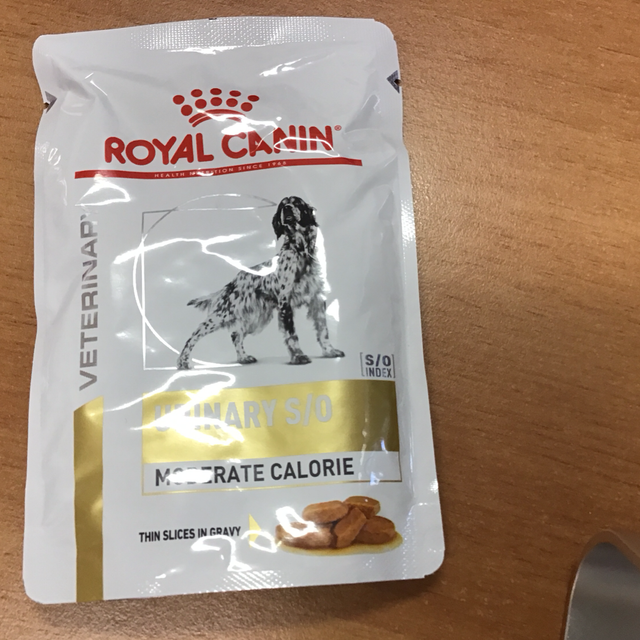 ROYAL CANIN
HEALTH NUTRITION SINCE 1968
VETERINARY
S/O
INDEX
URINARY S/O
MODERATE CALORIE
THIN SLICES IN GRAVY